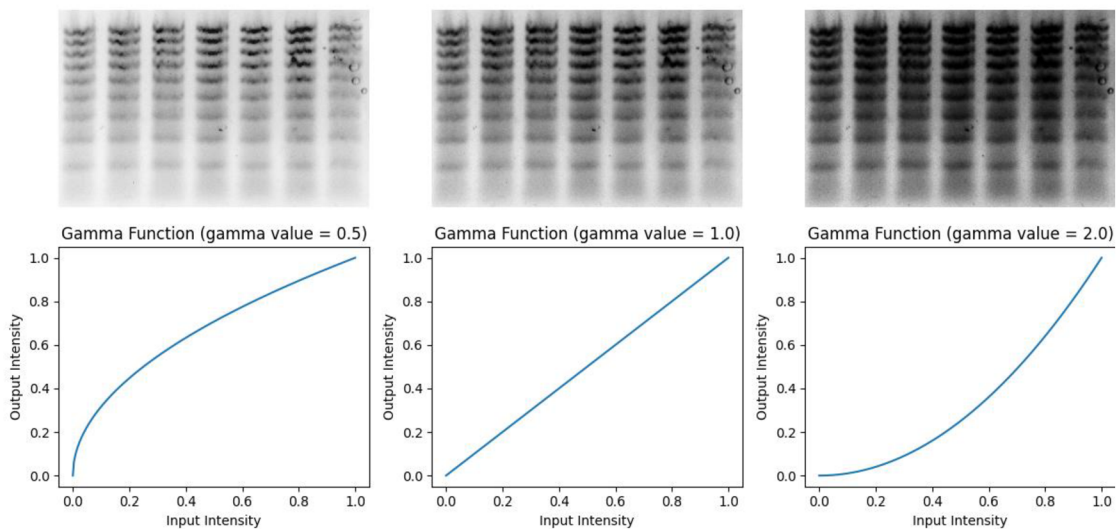 Gamma Function (gamma value = 0.5)
1.0
0.8
0.6
0.4
0.2
0.0
Output Intensity
0.0 0.2 0.4 0.6 0.8 1.0
Input Intensity
Gamma Function (gamma value = 1.0)
1.0
0.8
0.6
0.4
0.2
0.0
Output Intensity
0.0 0.2 0.4 0.6 0.8 1.0
Input Intensity
Gamma Function (gamma value = 2.0)
1.0
0.8
0.6
0.4
0.2
0.0
Output Intensity
0.0 0.2 0.4 0.6 0.8 1.0
Input Intensity